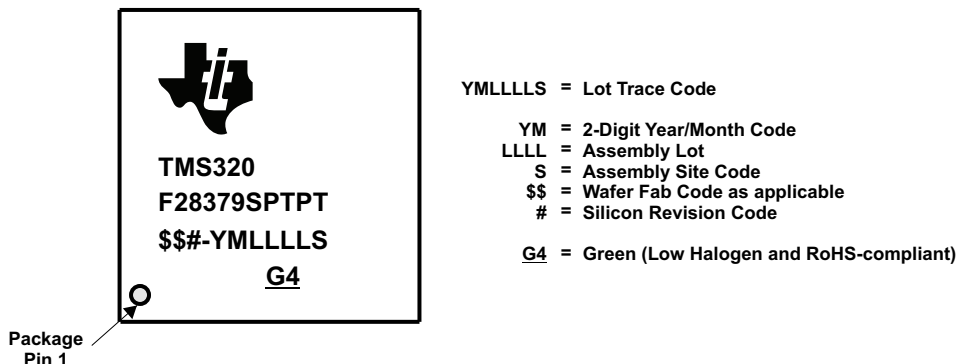 TMS320
F28379SPTPT
$$#-YMLLLLS
G4
Package
Pin 1
YMLLLLS = Lot Trace Code
YM = 2-Digit Year/Month Code
LLLL = Assembly Lot
S = Assembly Site Code
$$ = Wafer Fab Code as applicable
# = Silicon Revision Code
G4 = Green (Low Halogen and RoHS-compliant)